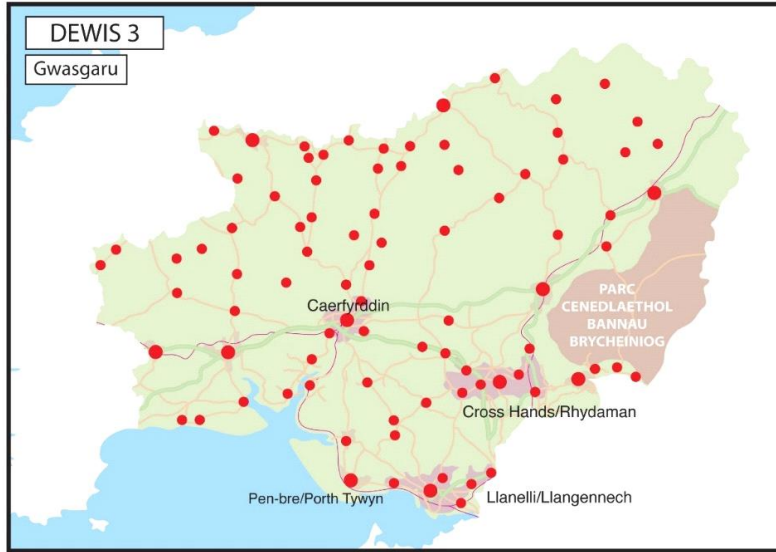 DEWIS 3
Gwasgaru
PARC
CENEDLAETHOL
BANNAU
BRYCHEINIOG
Caerfyrddin
Cross Hands/Rhydaman
Pen-bre/Porth Tywyn
Llanelli/Llangennech